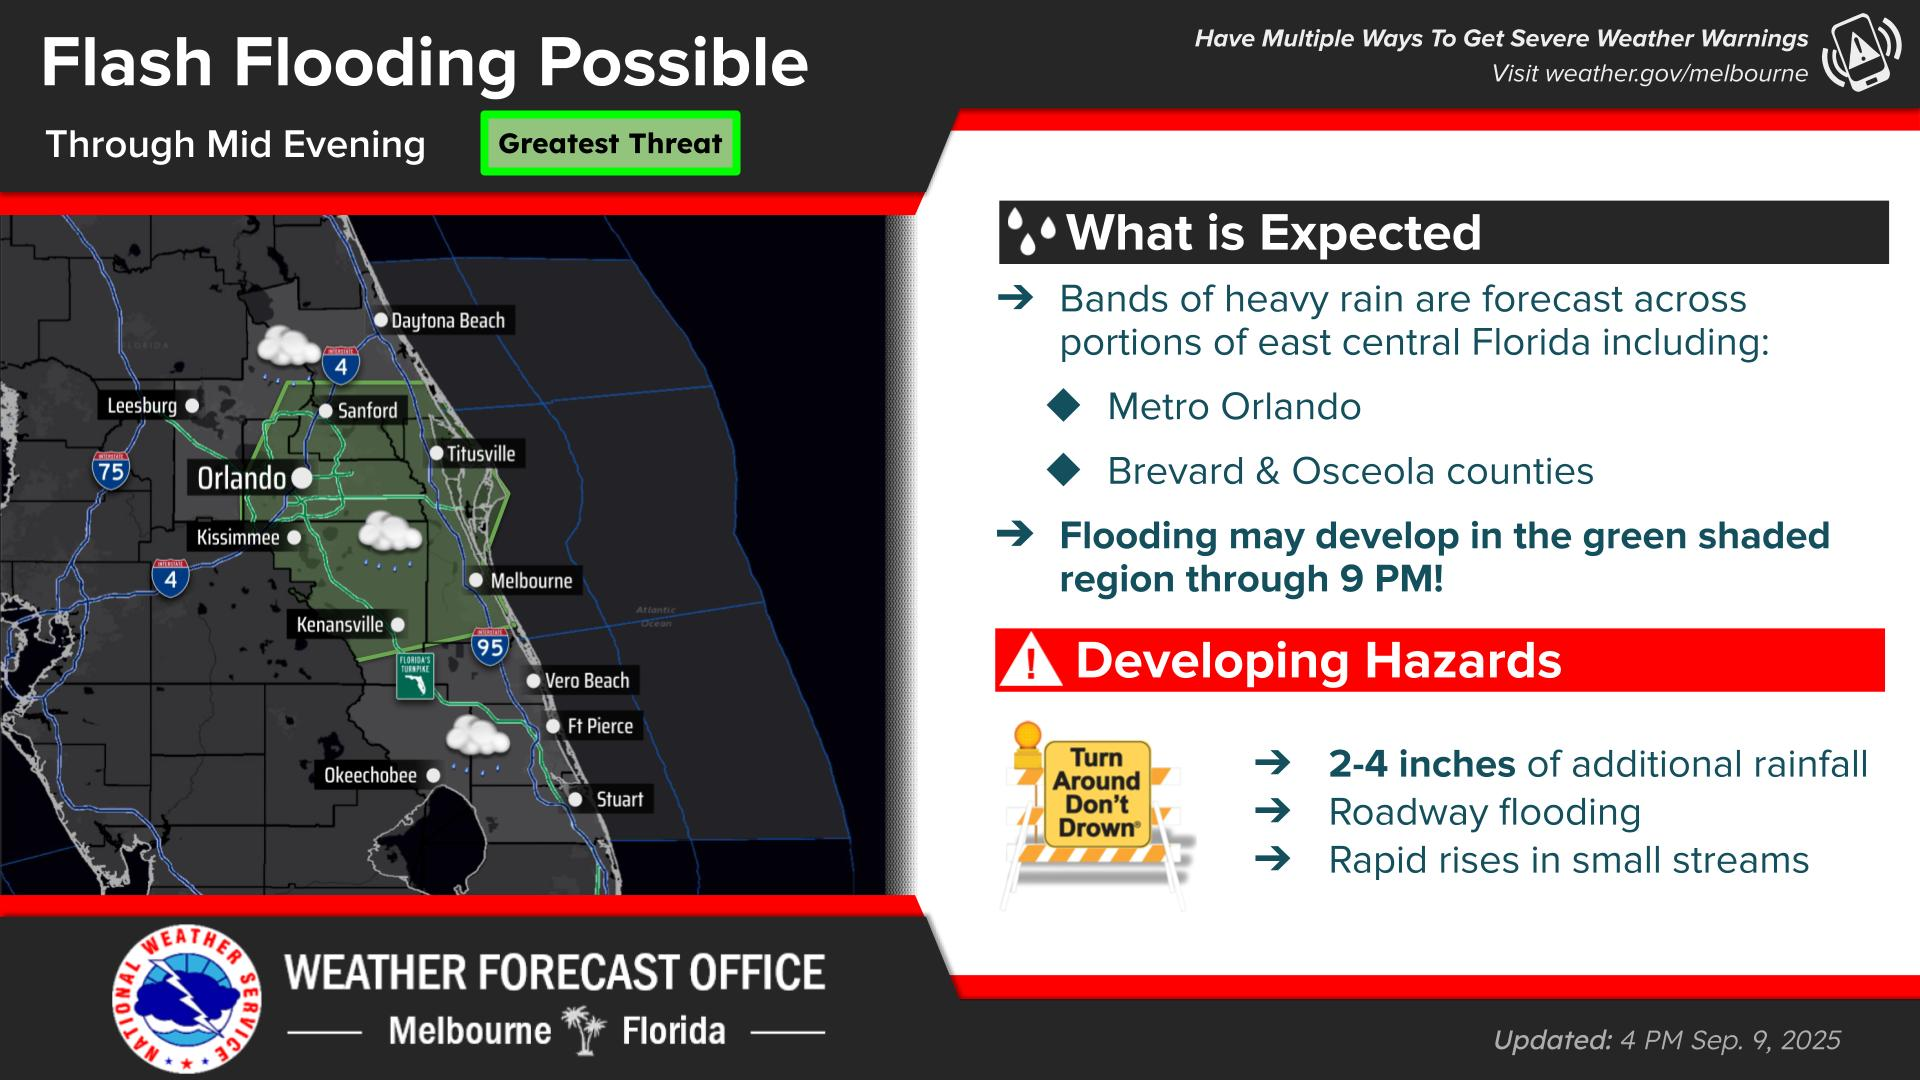 Flash Flooding Possible
Through Mid Evening
Greatest Threat
Have Multiple Ways To Get Severe Weather Warnings
Visit weather.gov/melbourne
FLORIDA
Daytona Beach
INTERSTATE
4
Leesburg
Sanford
INTERSTATE
75
Titusville
Orlando
Kissimmee
INTERSTATE
4
Melbourne
Atlantic
Ocean
Kenansville
INTERSTATE
95
FLORIDA'S
TURNPIKE
Vero Beach
Ft Pierce
Okeechobee
Stuart
What is Expected
➔ Bands of heavy rain are forecast across
portions of east central Florida including:
◆ Metro Orlando
◆ Brevard & Osceola counties
➔ Flooding may develop in the green shaded
region through 9 PM!
! Developing Hazards
Turn
Around
Don't
Drown®
➔ 2-4 inches of additional rainfall
➔ Roadway flooding
➔ Rapid rises in small streams
NATIONAL WEATHER SERVICE
WEATHER FORECAST OFFICE
Melbourne Florida
Updated: 4 PM Sep. 9, 2025